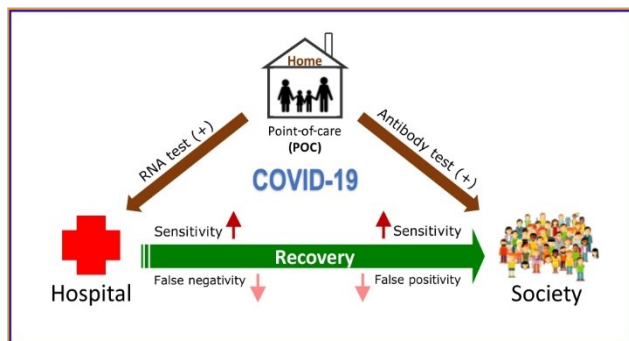 Home
Point-of-care
(POC)
RNA test (+)
Antibody test (+)
COVID-19
Sensitivity
Sensitivity
Recovery
False negativity
False positivity
Hospital
Society